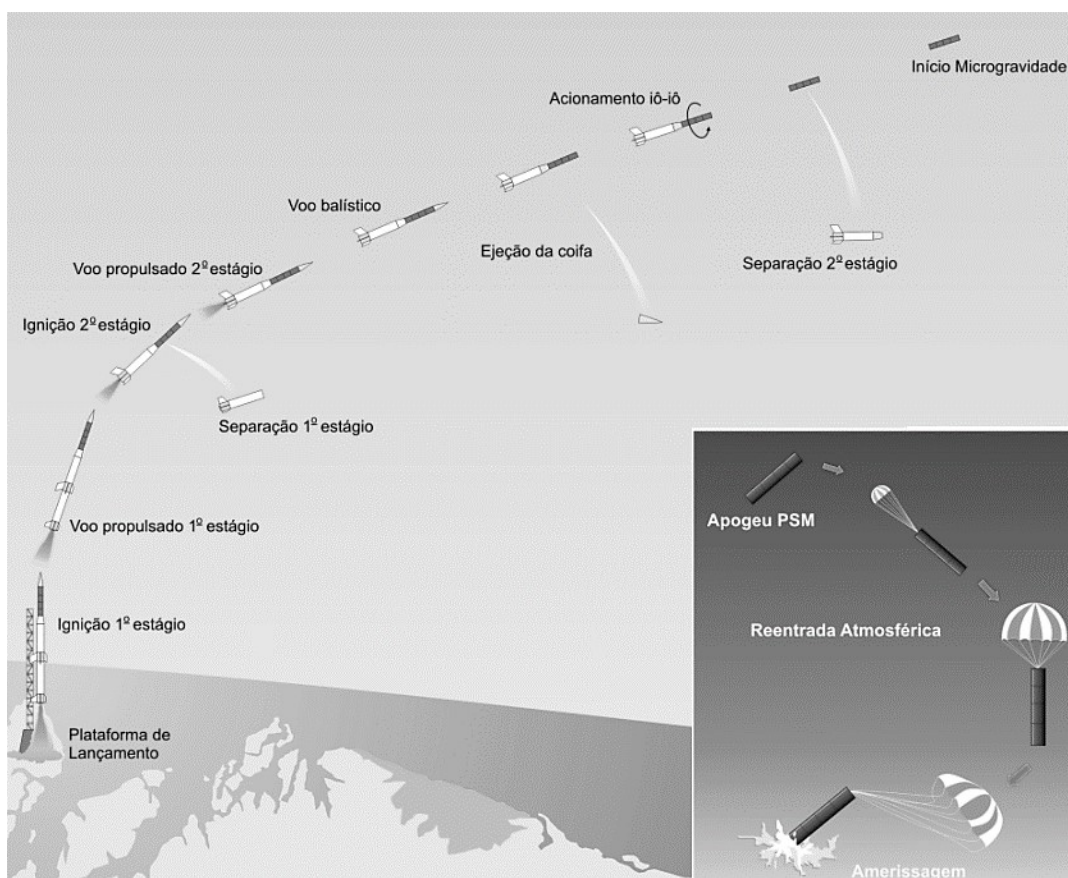 Início Microgravidade
Acionamento iô-iô
Voo balístico
Ejeção da coifa
Separação 2º estágio
Voo propulsado 2º estágio
Ignição 2º estágio
Separação 1º estágio
Voo propulsado 1º estágio
Ignição 1º estágio
Plataforma de
Lançamento
Apogeu PSM
Reentrada Atmosférica
Amerissagem